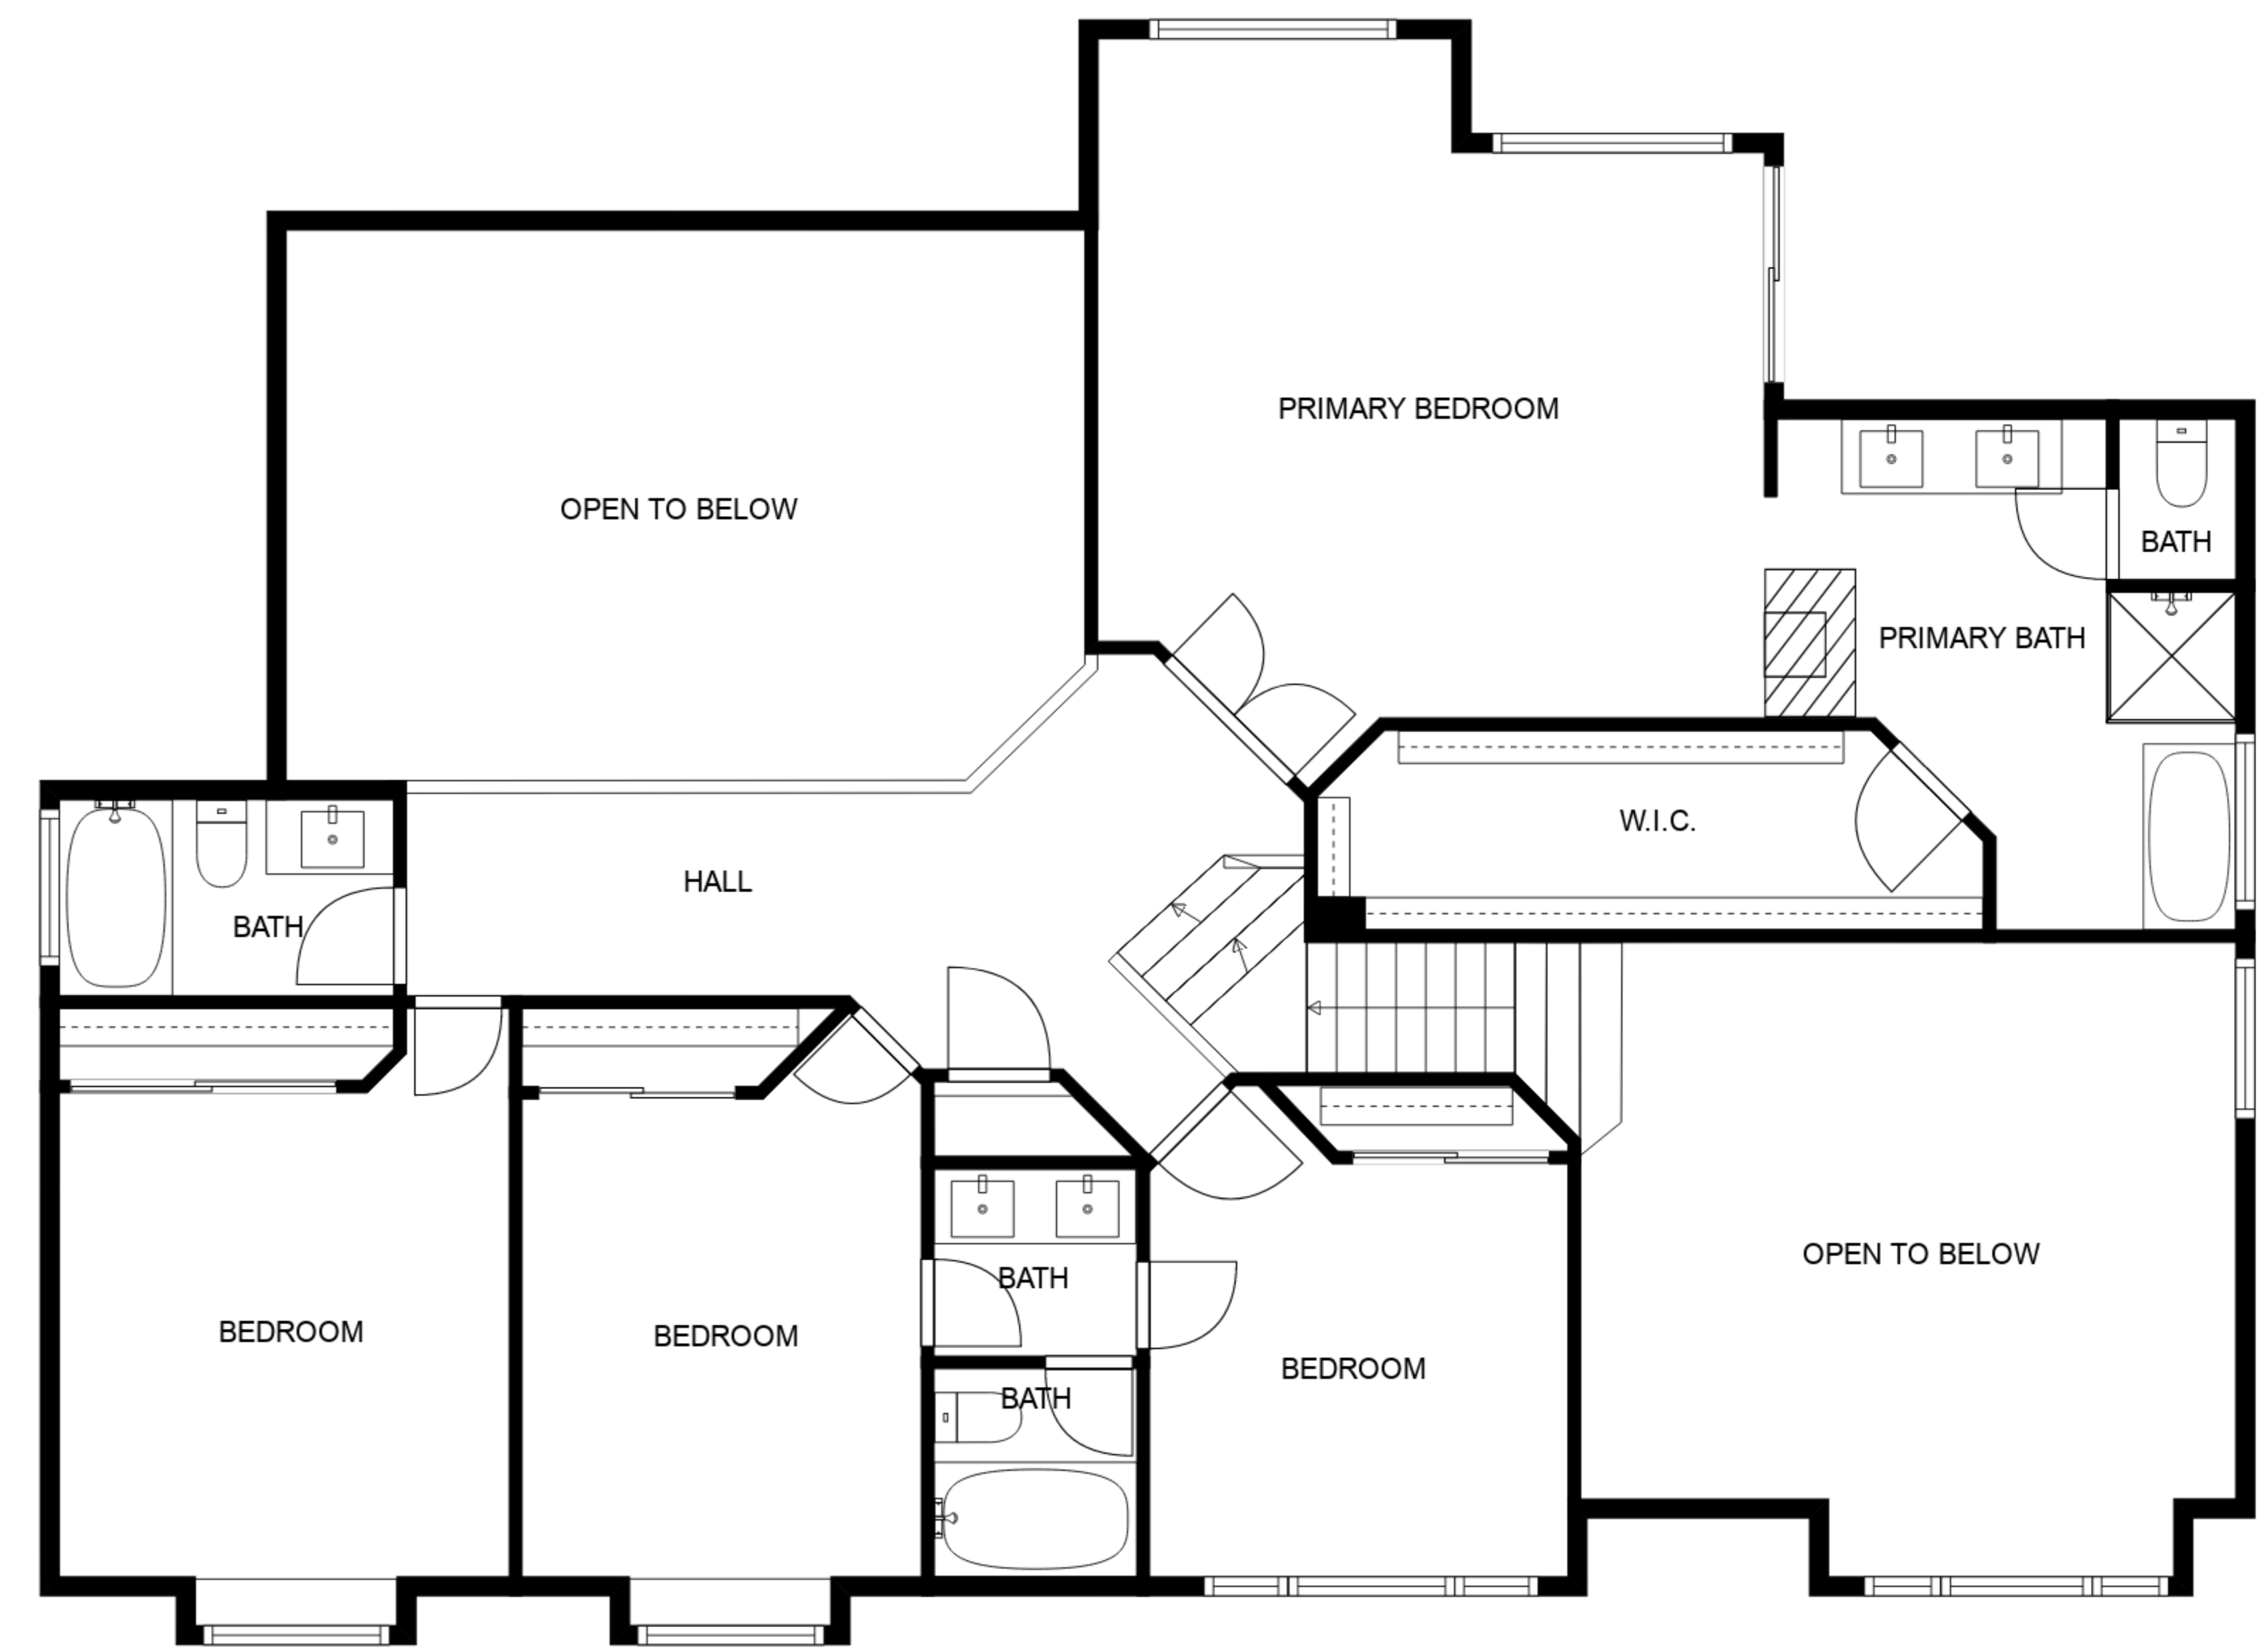 PRIMARY BEDROOM
OPEN TO BELOW
BATH
PRIMARY BATH
W.I.C.
HALL
BATH
OPEN TO BELOW
BATH
BEDROOM
BEDROOM
BEDROOM
BATH